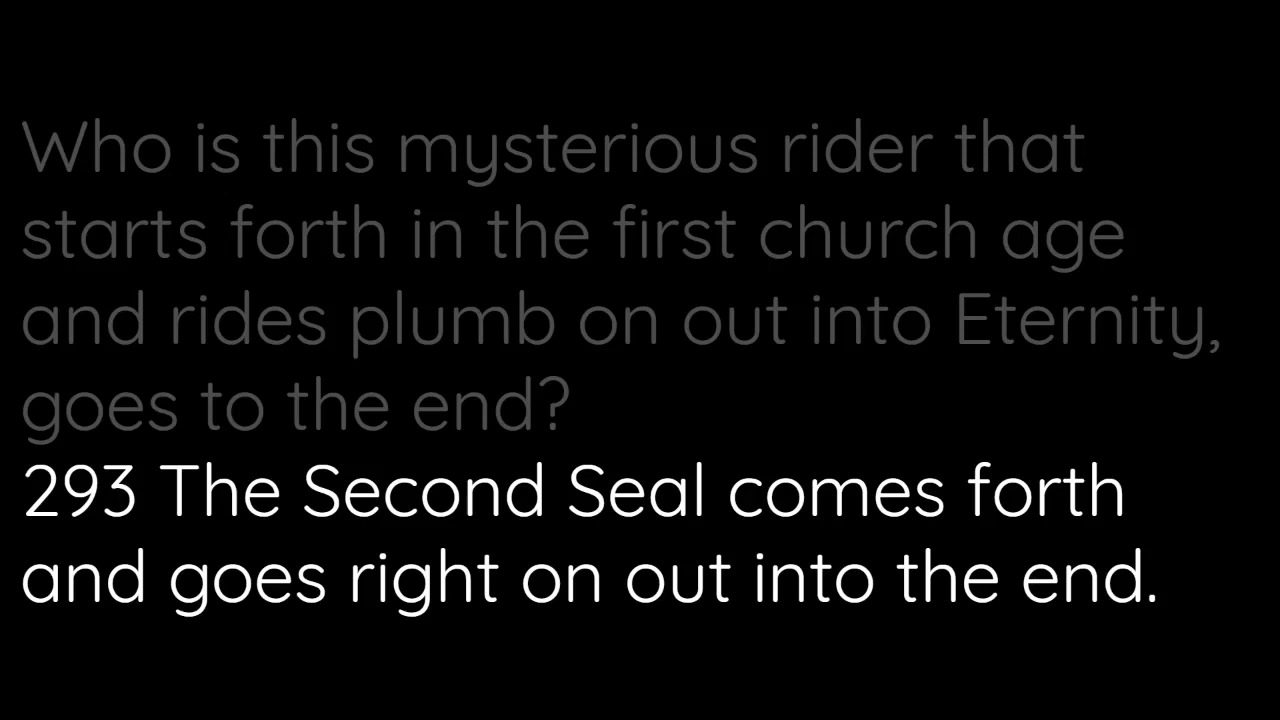 Who is this mysterious rider that
starts forth in the first church age
and rides plumb on out into Eternity,
goes to the end?
293 The Second Seal comes forth
and goes right on out into the end.